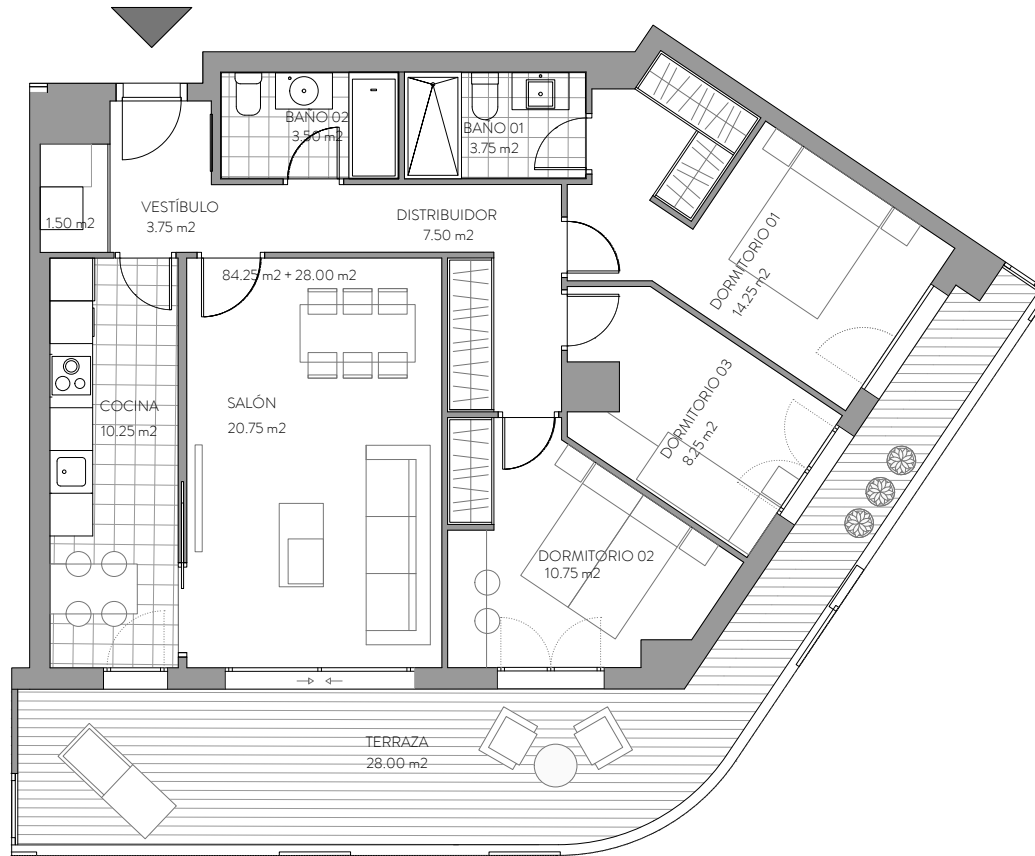 BAÑO 02
3.50 m2
BAÑO 01
3.75 m2
1.50 m2
VESTÍBULO
3.75 m2
DISTRIBUIDOR
7.50 m2
DORMITORIO 01
14.25 m2
84.25 m2 + 28.00 m2
COCINA
10.25 m2
SALÓN
20.75 m2
DORMITORIO 03
8.25 m2
DORMITORIO 02
10.75 m2
TERRAZA
28.00 m2